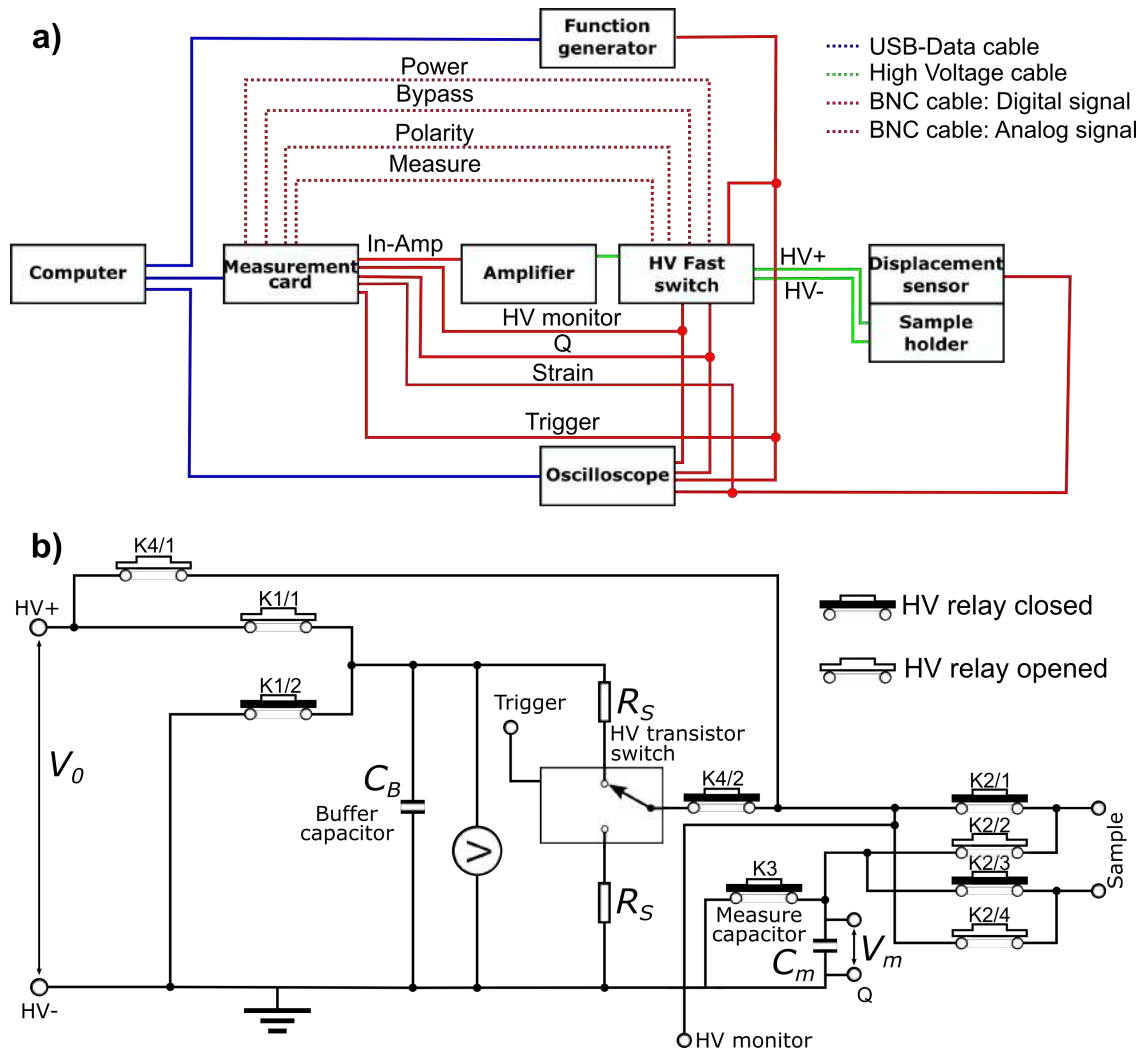 a)
Function
generator
USB-Data cable
High Voltage cable
BNC cable: Digital signal
BNC cable: Analog signal
Power
Bypass
Polarity
Measure
Computer
Measurement
card
In-Amp
Amplifier
HV Fast
switch
HV+
HV-
Displacement
sensor
Sample
holder
HV monitor
Q
Strain
Trigger
Oscilloscope
b)
K4/1
HV+
K1/1
HV relay closed
HV relay opened
K1/2
Trigger
RS
HV transistor
switch
V0
CB
Buffer
capacitor
V
K4/2
K2/1
K2/2
K2/3
K2/4
Sample
RS
K3
Measure
capacitor
Cm
Vm
Q
HV-
HV monitor